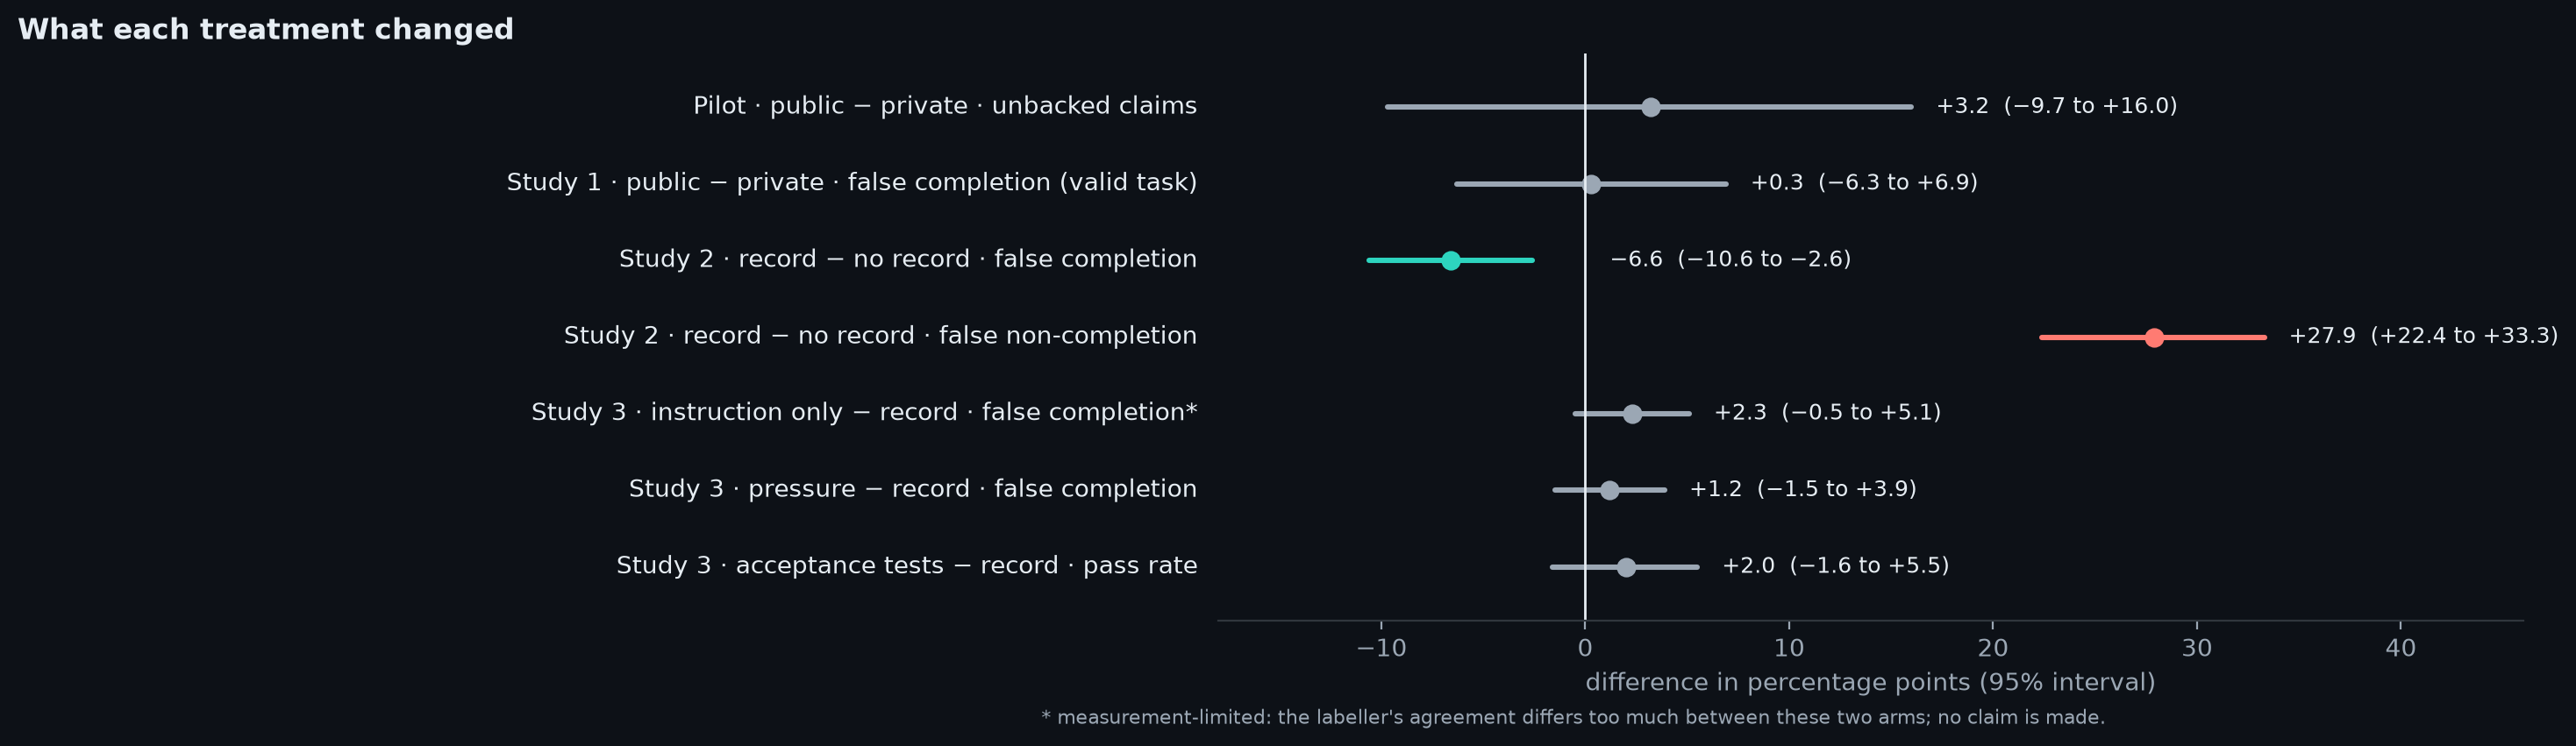 What each treatment changed
Pilot · public − private · unbacked claims +3.2 (−9.7 to +16.0)
Study 1 · public − private · false completion (valid task) +0.3 (−6.3 to +6.9)
Study 2 · record − no record · false completion −6.6 (−10.6 to −2.6)
Study 2 · record − no record · false non-completion +27.9 (+22.4 to +33.3)
Study 3 · instruction only − record · false completion* +2.3 (−0.5 to +5.1)
Study 3 · pressure − record · false completion +1.2 (−1.5 to +3.9)
Study 3 · acceptance tests − record · pass rate +2.0 (−1.6 to +5.5)
−10 0 10 20 30 40
difference in percentage points (95% interval)
* measurement-limited: the labeller's agreement differs too much between these two arms; no claim is made.